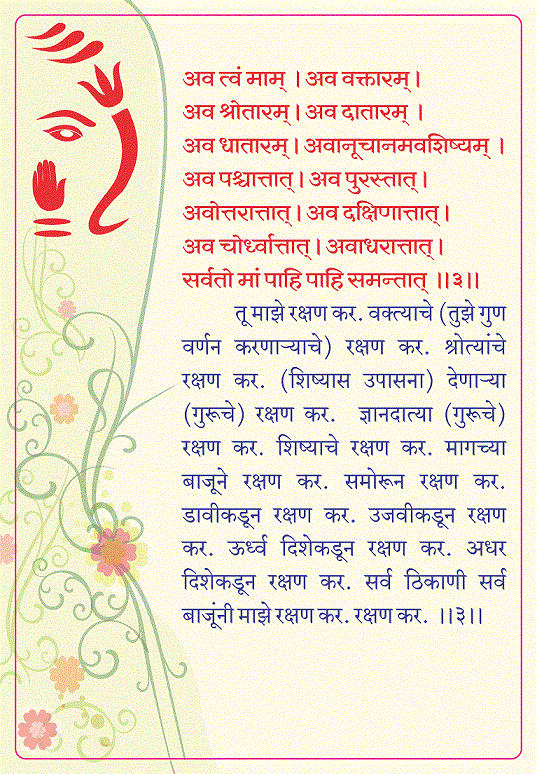 अव त्वं माम् । अव वक्तारम् ।
अव श्रोतारम् । अव दातारम् ।
अव धातारम् । अवानूचानमवशिष्यम् ।
अव पश्चात्तात् । अव पुरस्तात् ।
अवोत्तरात्तात् । अव दक्षिणात्तात् ।
अव चोर्ध्वात्तात् । अवाधरात्तात् ।
सर्वतो मां पाहि पाहि समन्तात् ॥३॥
तू माझे रक्षण कर. वक्त्याचे (तुझे गुण
वर्णन करणाऱ्याचे) रक्षण कर. श्रोत्यांचे
रक्षण कर. (शिष्यास उपासना) देणाऱ्या
(गुरूचे) रक्षण कर. ज्ञानदात्या (गुरूचे)
रक्षण कर. शिष्याचे रक्षण कर. मागच्या
बाजूने रक्षण कर. समोरून रक्षण कर.
डावीकडून रक्षण कर. उजवीकडून रक्षण
कर. ऊर्ध्व दिशेकडून रक्षण कर. अधर
दिशेकडून रक्षण कर. सर्व ठिकाणी सर्व
बाजूंनी माझे रक्षण कर. रक्षण कर. ॥३॥